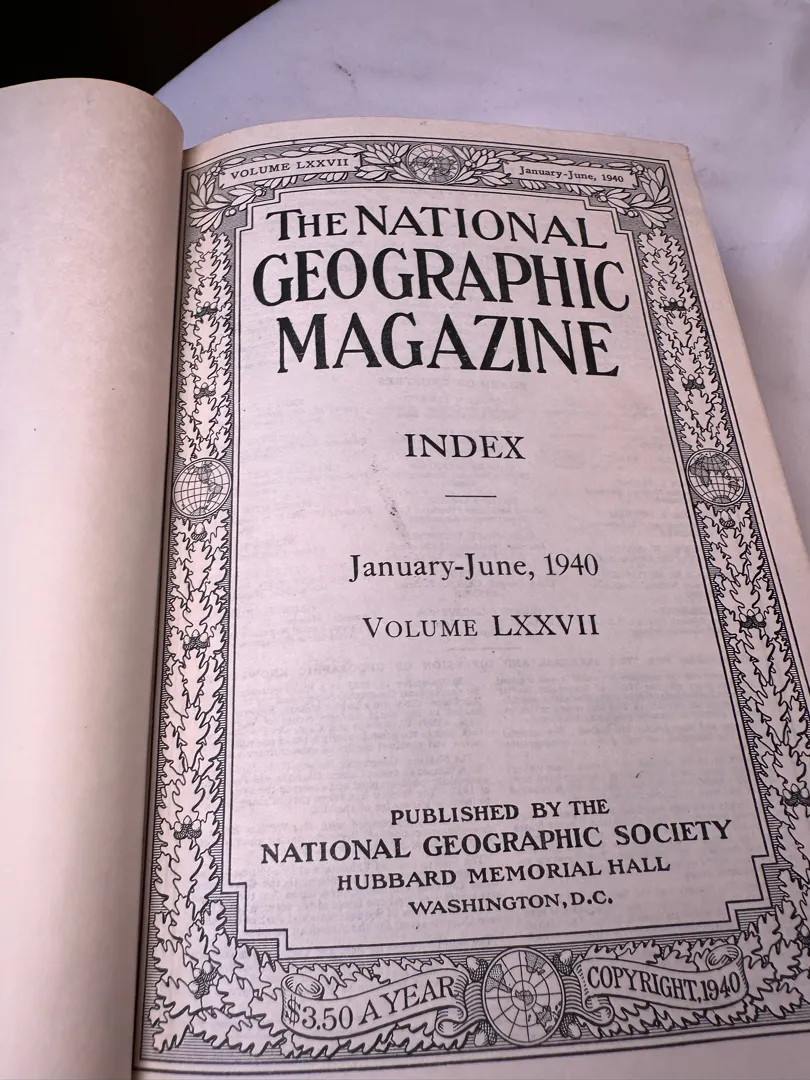 VOLUME LXXVII
January-June, 1940
THE NATIONAL
GEOGRAPHIC
MAGAZINE
INDEX
January-June, 1940
VOLUME LXXVII
PUBLISHED BY THE
NATIONAL GEOGRAPHIC SOCIETY
HUBBARD MEMORIAL HALL
WASHINGTON, D.C.
$3.50 A YEAR
COPYRIGHT, 1940